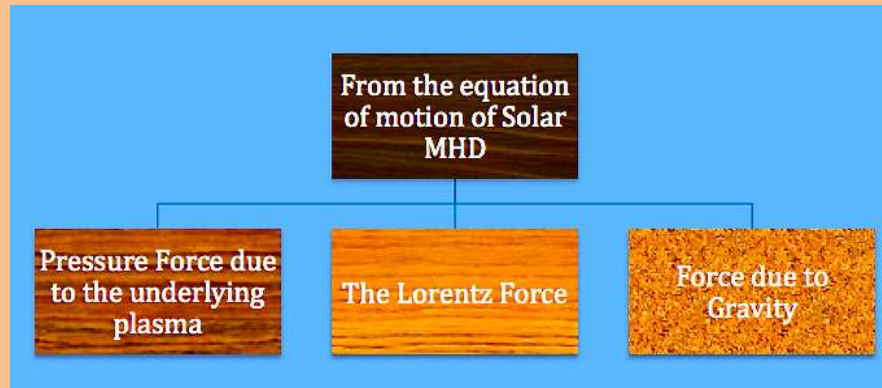 From the equation
of motion of Solar
MHD
Pressure Force due
to the underlying
plasma
The Lorentz Force
Force due to
Gravity